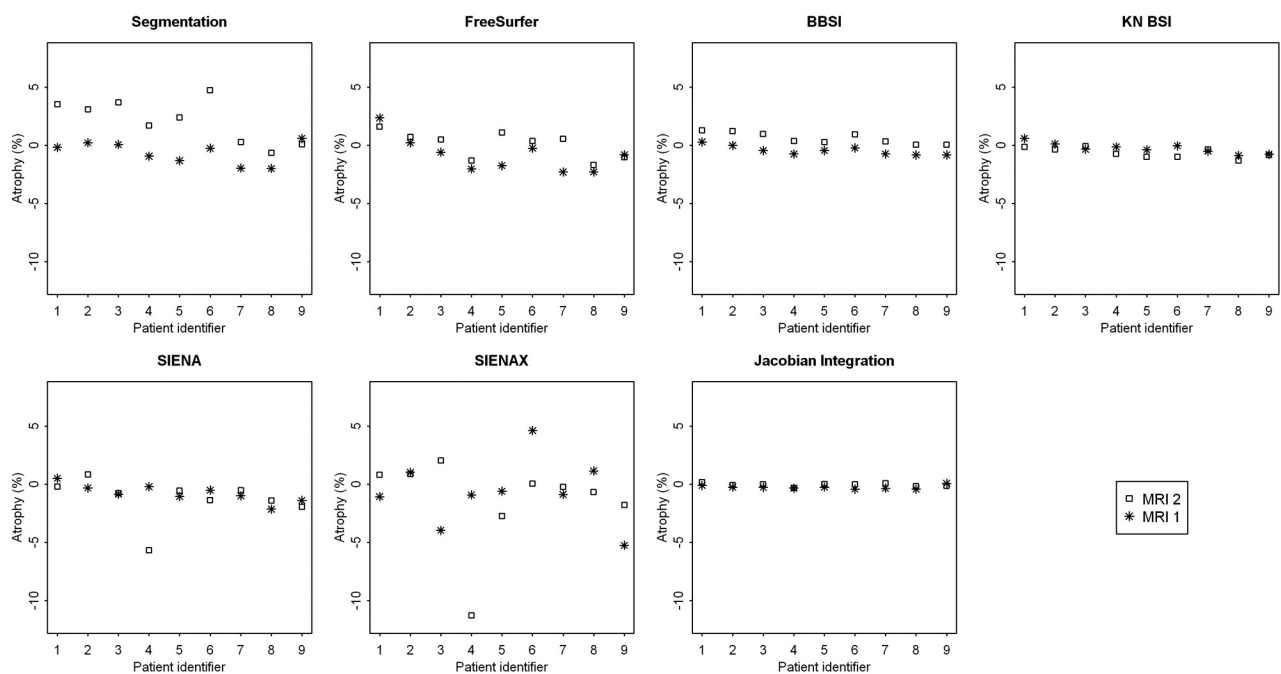 Segmentation
Atrophy (%)
5
0
-5
-10
1 2 3 4 5 6 7 8 9
Patient identifier
FreeSurfer
Atrophy (%)
5
0
-5
-10
1 2 3 4 5 6 7 8 9
Patient identifier
BBSI
Atrophy (%)
5
0
-5
-10
1 2 3 4 5 6 7 8 9
Patient identifier
KN BSI
Atrophy (%)
5
0
-5
-10
1 2 3 4 5 6 7 8 9
Patient identifier
SIENA
Atrophy (%)
5
0
-5
-10
1 2 3 4 5 6 7 8 9
Patient identifier
SIENAX
Atrophy (%)
5
0
-5
-10
1 2 3 4 5 6 7 8 9
Patient identifier
Jacobian Integration
Atrophy (%)
5
0
-5
-10
1 2 3 4 5 6 7 8 9
Patient identifier
MRI 2
MRI 1